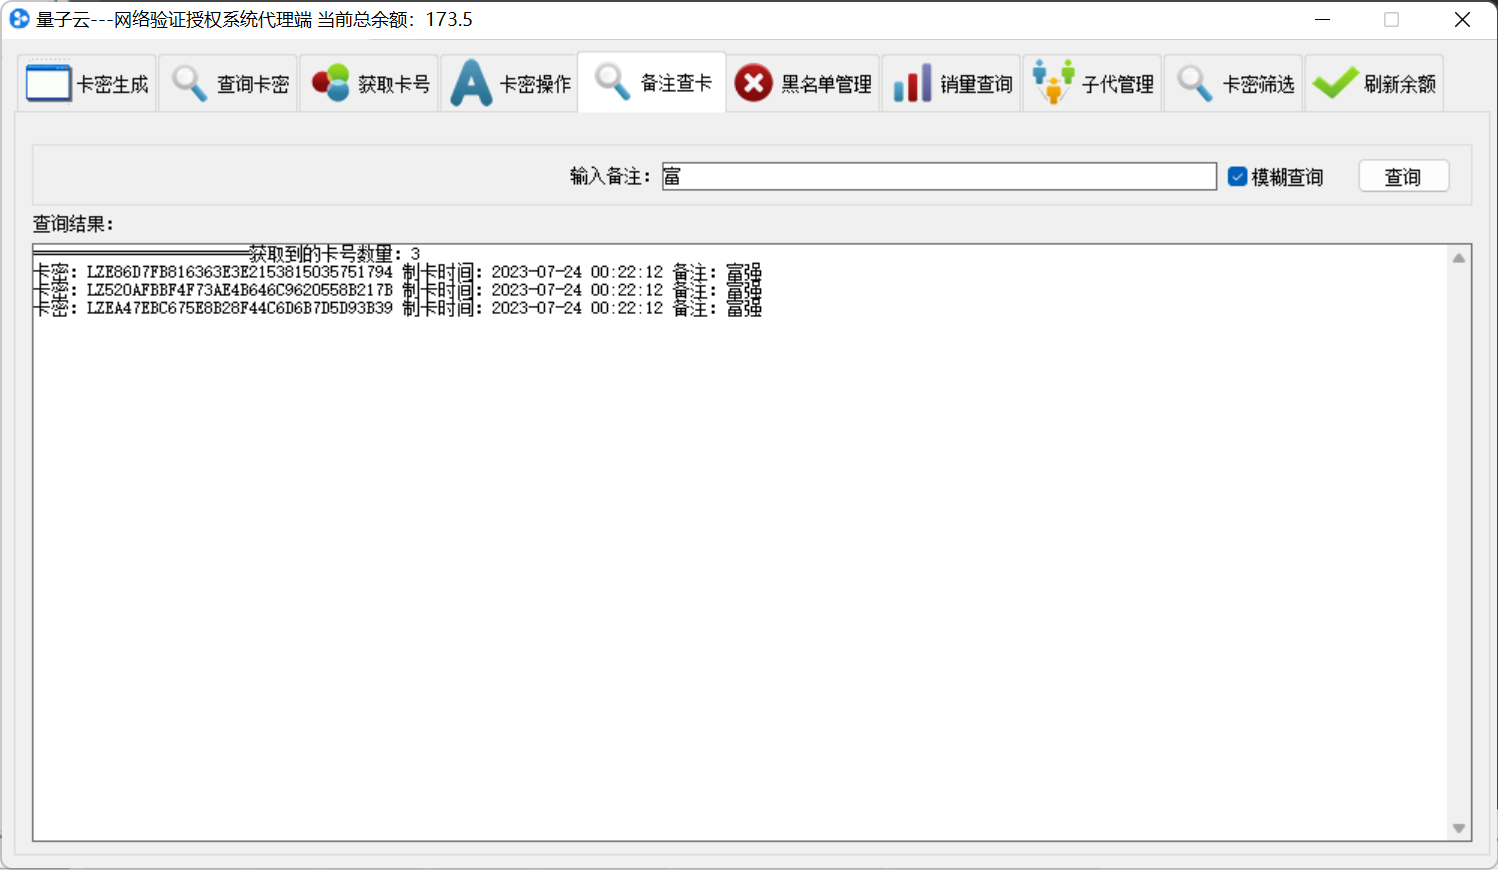 量子云---网络验证授权系统代理端 当前总余额：173.5
卡密生成 查询卡密 获取卡号 卡密操作 备注查卡 黑名单管理 销量查询 子代管理 卡密筛选 刷新余额
输入备注：富 模糊查询 查询
查询结果：
════════════════════════获取到的卡号数量：3
卡密：LZE86D7FB816363E3E2153815035751794 制卡时间：2023-07-24 00:22:12 备注：富强
卡密：LZ520AFBBF4F73AE4B646C9620558B217B 制卡时间：2023-07-24 00:22:12 备注：富强
卡密：LZEA47EBC675E8B28F44C6D6B7D5D93B39 制卡时间：2023-07-24 00:22:12 备注：富强